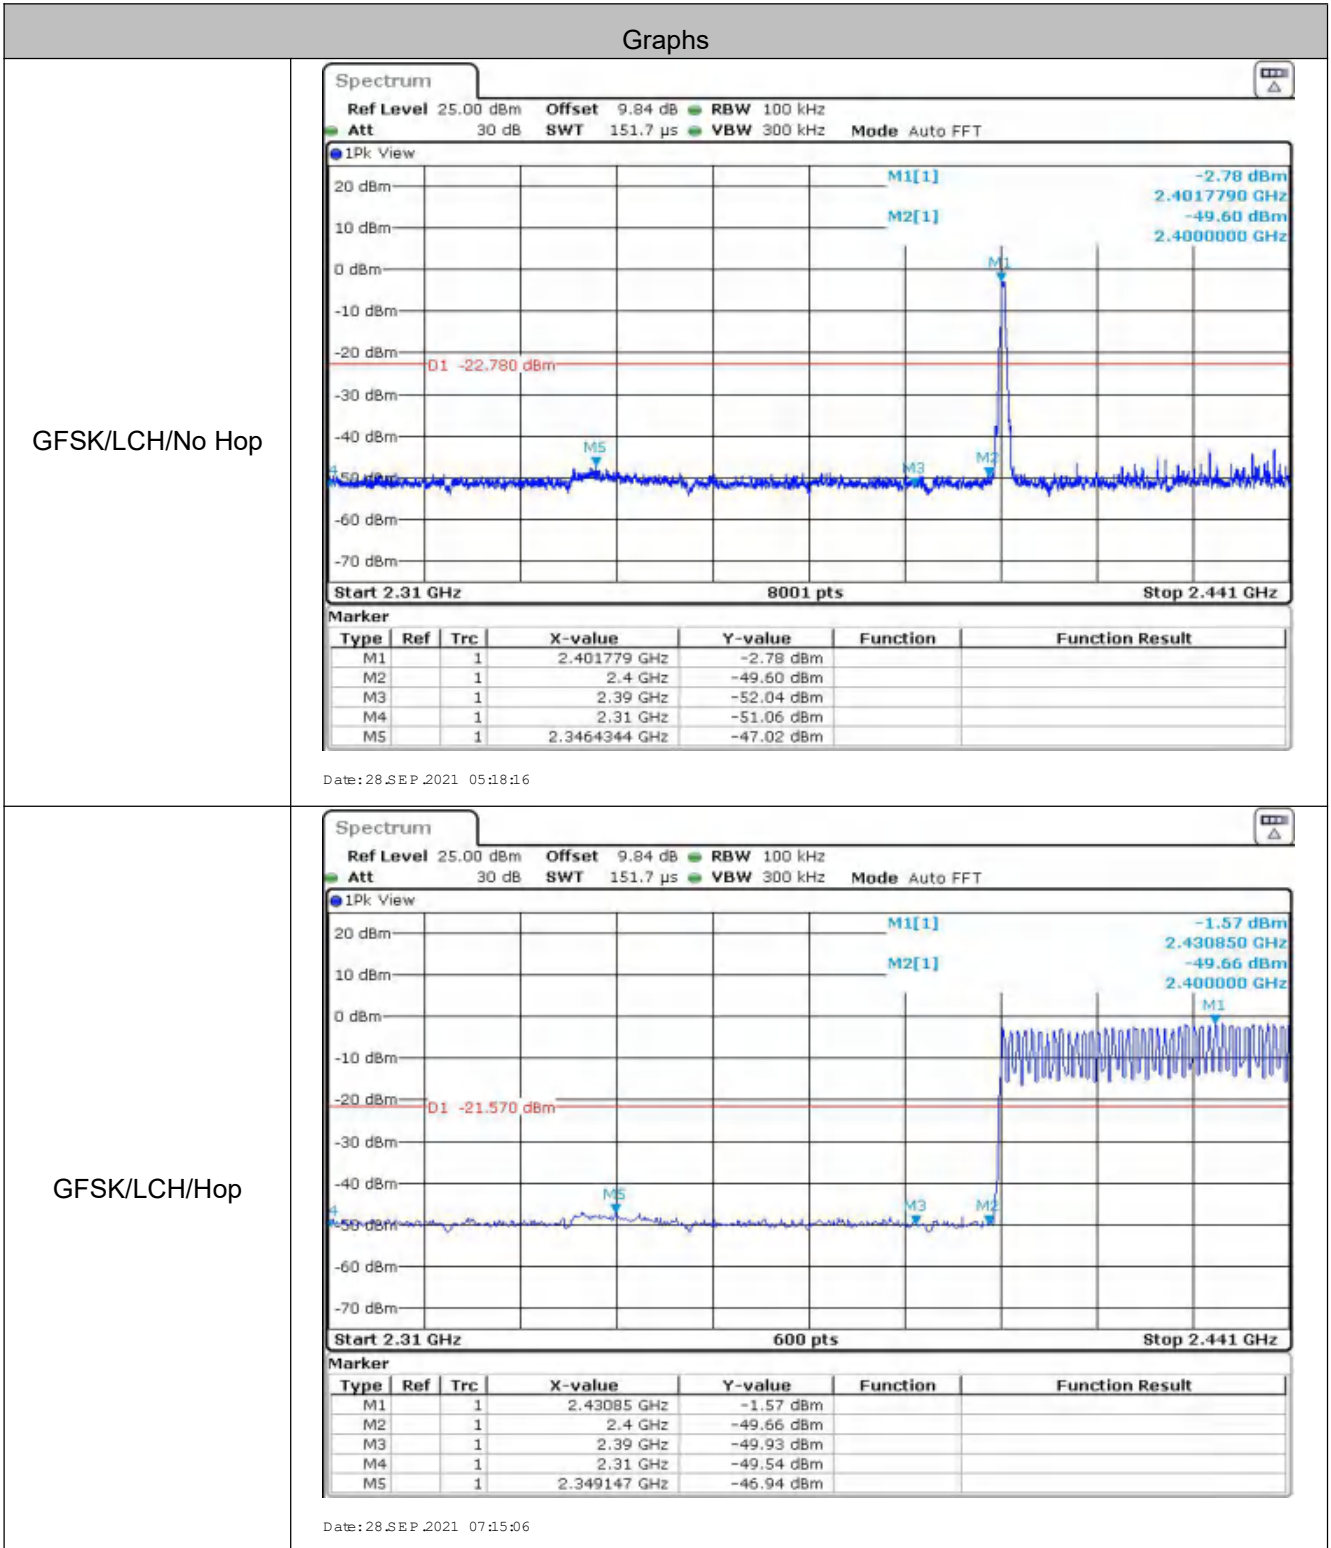 Graphs
GFSK/LCH/No Hop
Spectrum
Ref Level 25.00 dBm Offset 9.84 dB RBW 100 kHz
Att 30 dB SWT 151.7 µs VBW 300 kHz Mode Auto FFT
1Pk View
M1[1] -2.78 dBm
2.4017790 GHz
M2[1] -49.60 dBm
2.4000000 GHz
20 dBm
10 dBm
0 dBm
M1
-10 dBm
-20 dBm
D1 -22.780 dBm
-30 dBm
-40 dBm
M5
M3
M2
4
-50 dBm
-60 dBm
-70 dBm
Start 2.31 GHz 8001 pts Stop 2.441 GHz
Marker
Type Ref Trc X-value Y-value Function Function Result
M1 1 2.401779 GHz -2.78 dBm
M2 1 2.4 GHz -49.60 dBm
M3 1 2.39 GHz -52.04 dBm
M4 1 2.31 GHz -51.06 dBm
M5 1 2.3464344 GHz -47.02 dBm
Date: 28.SEP.2021 05:18:16
GFSK/LCH/Hop
Spectrum
Ref Level 25.00 dBm Offset 9.84 dB RBW 100 kHz
Att 30 dB SWT 151.7 µs VBW 300 kHz Mode Auto FFT
1Pk View
M1[1] -1.57 dBm
2.430850 GHz
M2[1] -49.66 dBm
2.400000 GHz
20 dBm
10 dBm
0 dBm
M1
-10 dBm
-20 dBm
D1 -21.570 dBm
-30 dBm
-40 dBm
M5
M3
M2
4
-50 dBm
-60 dBm
-70 dBm
Start 2.31 GHz 600 pts Stop 2.441 GHz
Marker
Type Ref Trc X-value Y-value Function Function Result
M1 1 2.43085 GHz -1.57 dBm
M2 1 2.4 GHz -49.66 dBm
M3 1 2.39 GHz -49.93 dBm
M4 1 2.31 GHz -49.54 dBm
M5 1 2.349147 GHz -46.94 dBm
Date: 28.SEP.2021 07:15:06